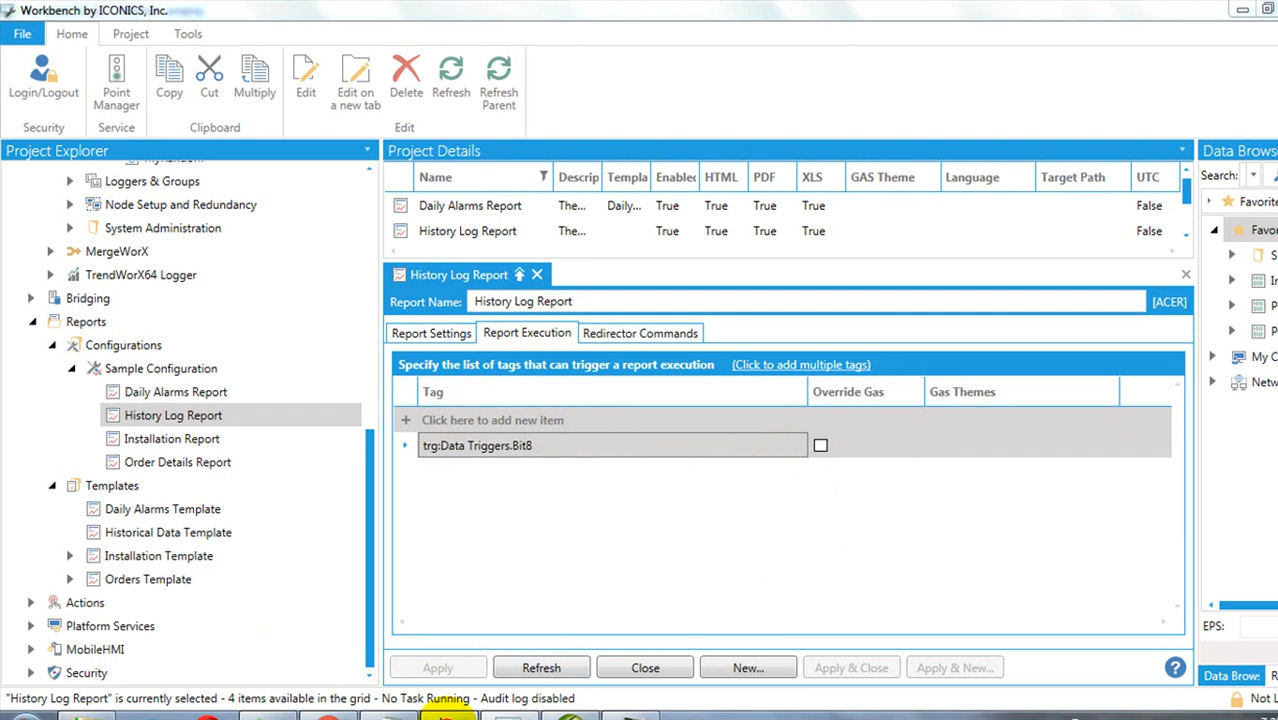 Workbench by ICONICS, Inc.
File Home Project Tools
Login/Logout
Point Manager
Copy
Cut
Multiply
Edit
Edit on a new tab
Delete
Refresh
Refresh Parent
Security
Service
Clipboard
Edit
Project Explorer
Loggers & Groups
Node Setup and Redundancy
System Administration
MergeWorX
TrendWorX64 Logger
Bridging
Reports
Configurations
Sample Configuration
Daily Alarms Report
History Log Report
Installation Report
Order Details Report
Templates
Daily Alarms Template
Historical Data Template
Installation Template
Orders Template
Actions
Platform Services
MobileHMI
Security
Project Details
Name Descrip Templa Enabled HTML PDF XLS GAS Theme Language Target Path UTC
Daily Alarms Report The... Daily... True True True True False
History Log Report The... True True True True False
History Log Report
Report Name: History Log Report [ACER]
Report Settings Report Execution Redirector Commands
Specify the list of tags that can trigger a report execution (Click to add multiple tags)
Tag Override Gas Gas Themes
Click here to add new item
trg:Data Triggers.Bit8
Apply Refresh Close New... Apply & Close Apply & New... ?
Data Brows
Search:
Favorite
Favor
S
In
P
P
My C
Netw
EPS:
Data Brow: R
"History Log Report" is currently selected - 4 items available in the grid - No Task Running - Audit log disabled
Not L